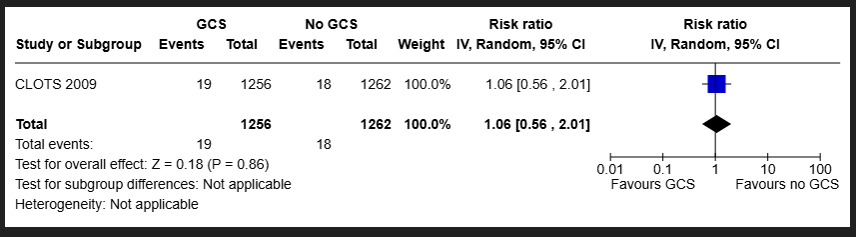 GCS No GCS Risk ratio Risk ratio
Study or Subgroup Events Total Events Total Weight IV, Random, 95% CI IV, Random, 95% CI
CLOTS 2009 19 1256 18 1262 100.0% 1.06 [0.56 , 2.01]
Total 1256 1262 100.0% 1.06 [0.56 , 2.01]
Total events: 19 18
Test for overall effect: Z = 0.18 (P = 0.86)
0.01 0.1 1 10 100
Test for subgroup differences: Not applicable
Favours GCS Favours no GCS
Heterogeneity: Not applicable